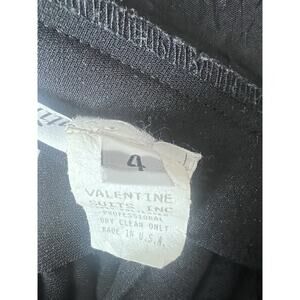 4
VALENTINE
SUITS, INC
PROFESSIONAL
DRY CLEAN ONLY
MADE IN U.S.A.